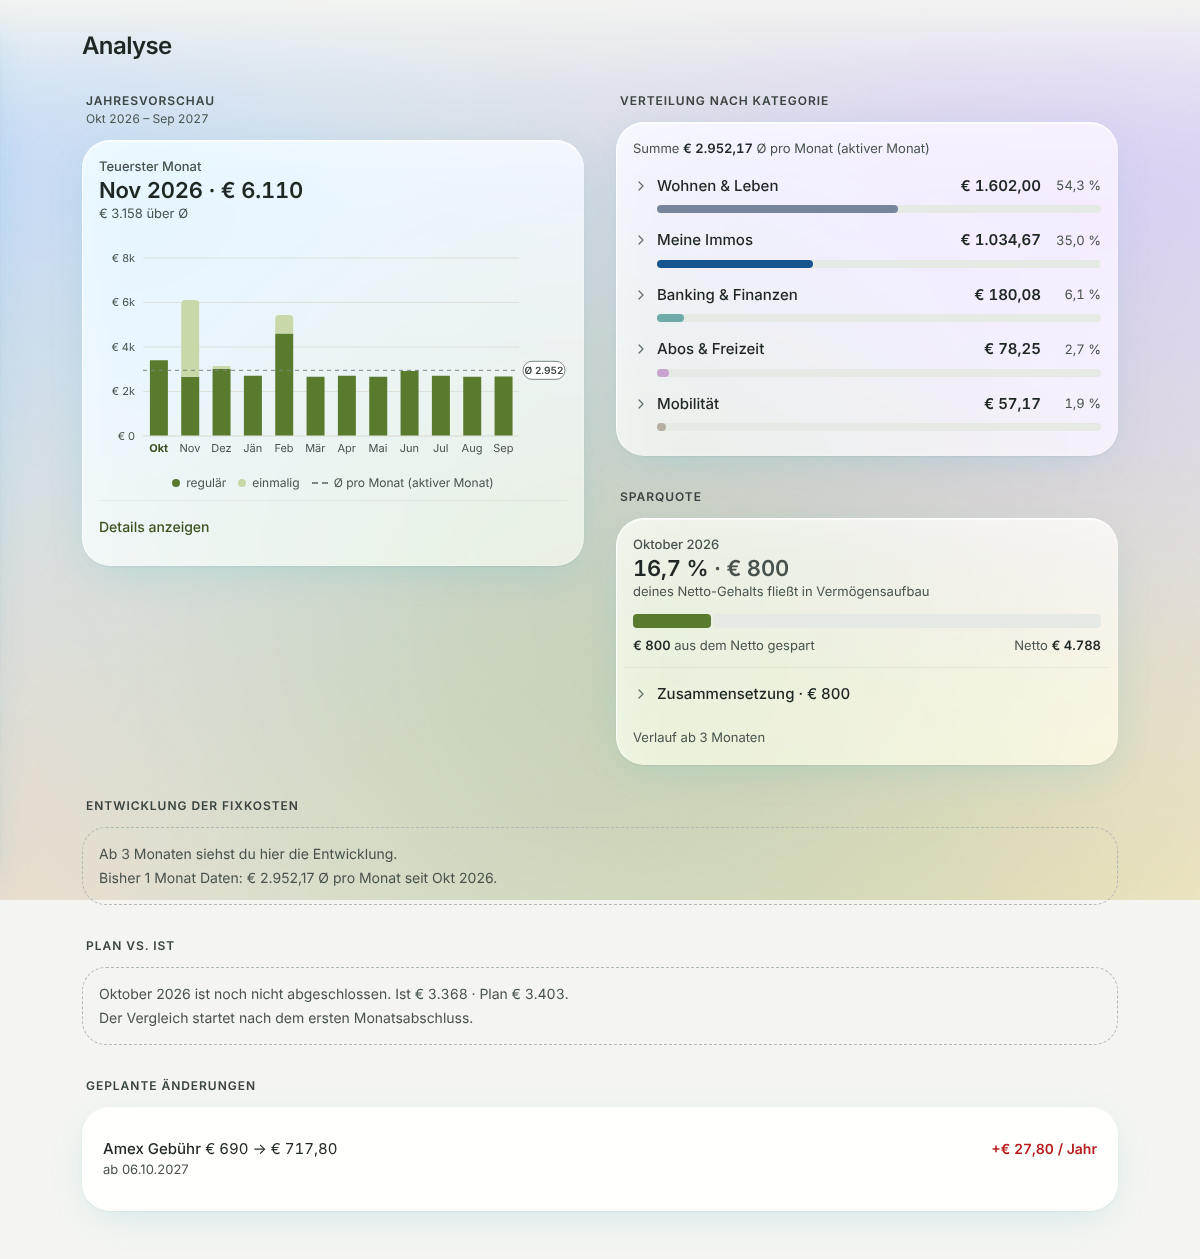 Analyse
JAHRESVORSCHAU
Okt 2026 – Sep 2027
Teuerster Monat
Nov 2026 · € 6.110
€ 3.158 über Ø
€ 8k
€ 6k
€ 4k
€ 2k
€ 0
Ø 2.952
Okt Nov Dez Jän Feb Mär Apr Mai Jun Jul Aug Sep
regulär einmalig Ø pro Monat (aktiver Monat)
Details anzeigen
VERTEILUNG NACH KATEGORIE
Summe € 2.952,17 Ø pro Monat (aktiver Monat)
Wohnen & Leben € 1.602,00 54,3 %
Meine Immos € 1.034,67 35,0 %
Banking & Finanzen € 180,08 6,1 %
Abos & Freizeit € 78,25 2,7 %
Mobilität € 57,17 1,9 %
SPARQUOTE
Oktober 2026
16,7 % · € 800
deines Netto-Gehalts fließt in Vermögensaufbau
€ 800 aus dem Netto gespart Netto € 4.788
Zusammensetzung · € 800
Verlauf ab 3 Monaten
ENTWICKLUNG DER FIXKOSTEN
Ab 3 Monaten siehst du hier die Entwicklung.
Bisher 1 Monat Daten: € 2.952,17 Ø pro Monat seit Okt 2026.
PLAN VS. IST
Oktober 2026 ist noch nicht abgeschlossen. Ist € 3.368 · Plan € 3.403.
Der Vergleich startet nach dem ersten Monatsabschluss.
GEPLANTE ÄNDERUNGEN
Amex Gebühr € 690 → € 717,80 +€ 27,80 / Jahr
ab 06.10.2027